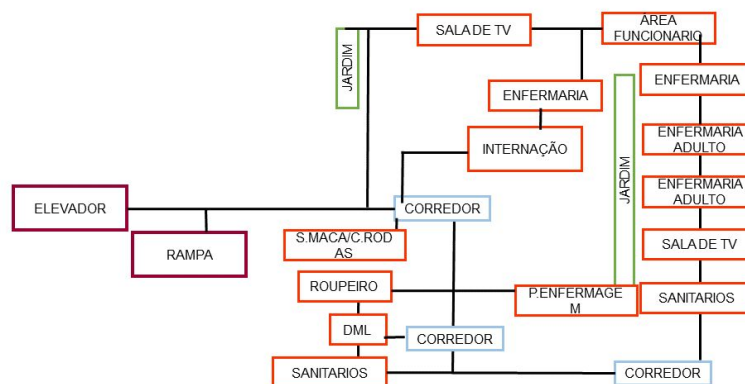 SALA DE TV
ÁREA
FUNCIONARIO
JARDIM
ENFERMARIA
ENFERMARIA
INTERNAÇÃO
ENFERMARIA
ADULTO
JARDIM
ENFERMARIA
ADULTO
ELEVADOR
CORREDOR
RAMPA
S.MACA/C.ROD
AS
SALA DE TV
ROUPEIRO
P.ENFERMAGE
M
SANITARIOS
DML
CORREDOR
SANITARIOS
CORREDOR